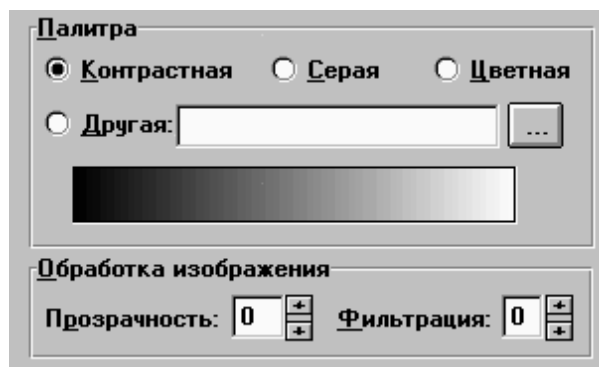 Палитра
Контрастная Серая Цветная
Другая: ...
Обработка изображения
Прозрачность: 0 Фильтрация: 0